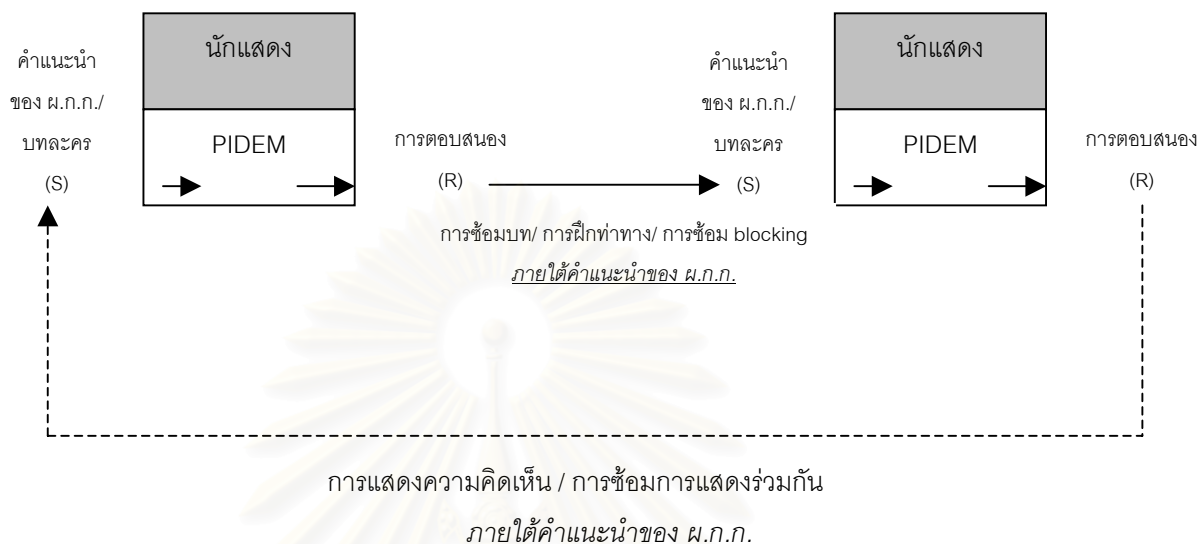 นักแสดง
คำแนะนำ
ของ ผ.ก.ก./
บทละคร
(S)
PIDEM
การตอบสนอง
(R)
นักแสดง
คำแนะนำ
ของ ผ.ก.ก./
บทละคร
(S)
PIDEM
การตอบสนอง
(R)
การซ้อมบท/ การฝึกท่าทาง/ การซ้อม blocking
ภายใต้คำแนะนำของ ผ.ก.ก.
การแสดงความคิดเห็น / การซ้อมการแสดงร่วมกัน
ภายใต้คำแนะนำของ ผ.ก.ก.